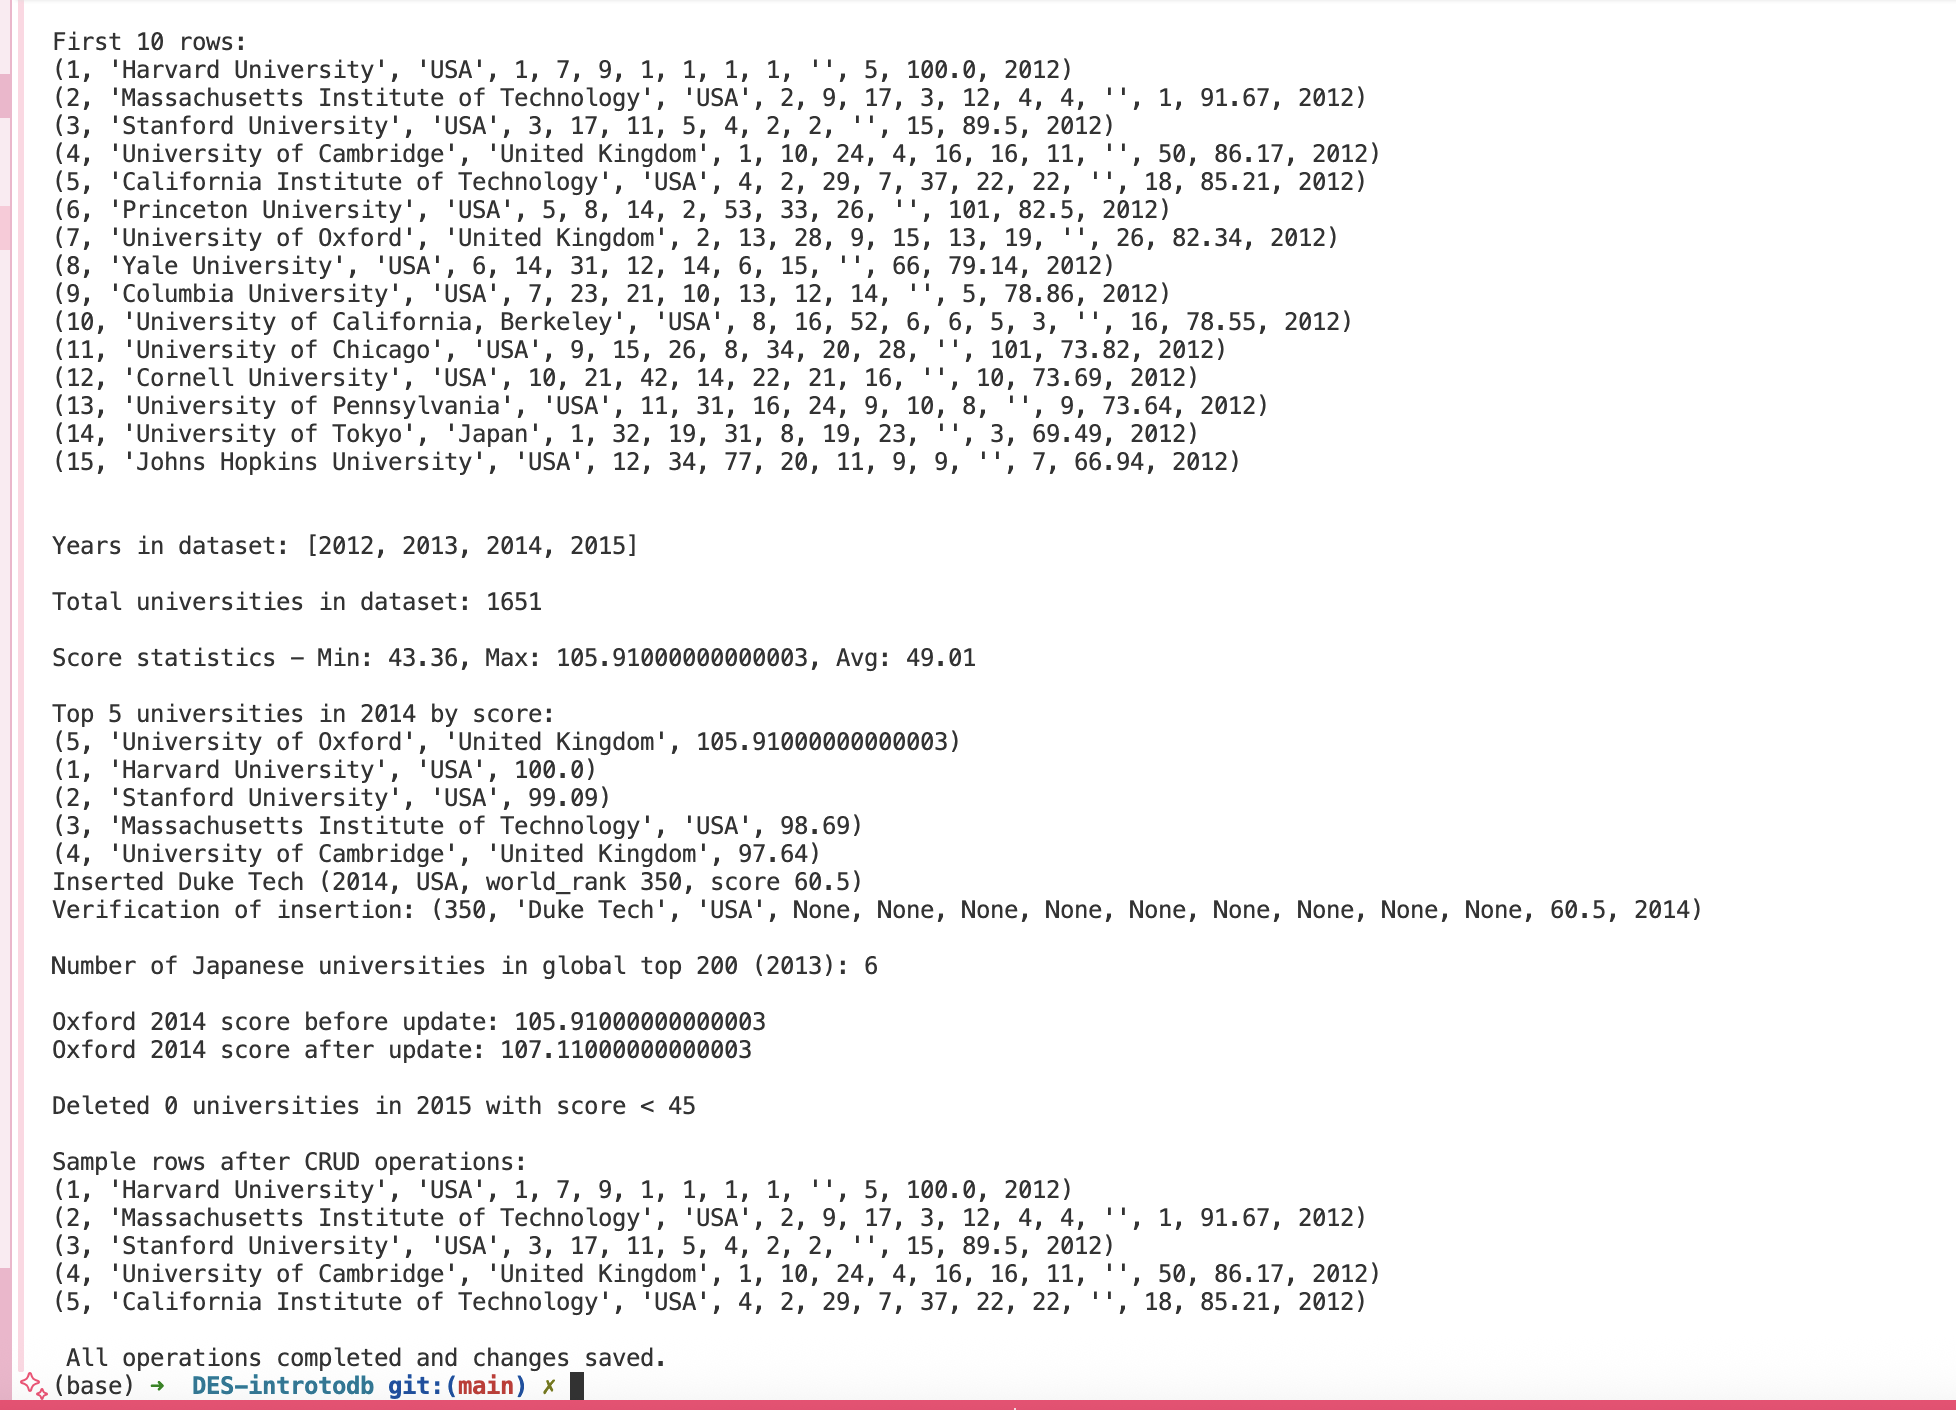 First 10 rows:
(1, 'Harvard University', 'USA', 1, 7, 9, 1, 1, 1, 1, '', 5, 100.0, 2012)
(2, 'Massachusetts Institute of Technology', 'USA', 2, 9, 17, 3, 12, 4, 4, '', 1, 91.67, 2012)
(3, 'Stanford University', 'USA', 3, 17, 11, 5, 4, 2, 2, '', 15, 89.5, 2012)
(4, 'University of Cambridge', 'United Kingdom', 1, 10, 24, 4, 16, 16, 11, '', 50, 86.17, 2012)
(5, 'California Institute of Technology', 'USA', 4, 2, 29, 7, 37, 22, 22, '', 18, 85.21, 2012)
(6, 'Princeton University', 'USA', 5, 8, 14, 2, 53, 33, 26, '', 101, 82.5, 2012)
(7, 'University of Oxford', 'United Kingdom', 2, 13, 28, 9, 15, 13, 19, '', 26, 82.34, 2012)
(8, 'Yale University', 'USA', 6, 14, 31, 12, 14, 6, 15, '', 66, 79.14, 2012)
(9, 'Columbia University', 'USA', 7, 23, 21, 10, 13, 12, 14, '', 5, 78.86, 2012)
(10, 'University of California, Berkeley', 'USA', 8, 16, 52, 6, 6, 5, 3, '', 16, 78.55, 2012)
(11, 'University of Chicago', 'USA', 9, 15, 26, 8, 34, 20, 28, '', 101, 73.82, 2012)
(12, 'Cornell University', 'USA', 10, 21, 42, 14, 22, 21, 16, '', 10, 73.69, 2012)
(13, 'University of Pennsylvania', 'USA', 11, 31, 16, 24, 9, 10, 8, '', 9, 73.64, 2012)
(14, 'University of Tokyo', 'Japan', 1, 32, 19, 31, 8, 19, 23, '', 3, 69.49, 2012)
(15, 'Johns Hopkins University', 'USA', 12, 34, 77, 20, 11, 9, 9, '', 7, 66.94, 2012)
Years in dataset: [2012, 2013, 2014, 2015]
Total universities in dataset: 1651
Score statistics – Min: 43.36, Max: 105.91000000000003, Avg: 49.01
Top 5 universities in 2014 by score:
(5, 'University of Oxford', 'United Kingdom', 105.91000000000003)
(1, 'Harvard University', 'USA', 100.0)
(2, 'Stanford University', 'USA', 99.09)
(3, 'Massachusetts Institute of Technology', 'USA', 98.69)
(4, 'University of Cambridge', 'United Kingdom', 97.64)
Inserted Duke Tech (2014, USA, world_rank 350, score 60.5)
Verification of insertion: (350, 'Duke Tech', 'USA', None, None, None, None, None, None, None, None, None, 60.5, 2014)
Number of Japanese universities in global top 200 (2013): 6
Oxford 2014 score before update: 105.91000000000003
Oxford 2014 score after update: 107.11000000000003
Deleted 0 universities in 2015 with score < 45
Sample rows after CRUD operations:
(1, 'Harvard University', 'USA', 1, 7, 9, 1, 1, 1, 1, '', 5, 100.0, 2012)
(2, 'Massachusetts Institute of Technology', 'USA', 2, 9, 17, 3, 12, 4, 4, '', 1, 91.67, 2012)
(3, 'Stanford University', 'USA', 3, 17, 11, 5, 4, 2, 2, '', 15, 89.5, 2012)
(4, 'University of Cambridge', 'United Kingdom', 1, 10, 24, 4, 16, 16, 11, '', 50, 86.17, 2012)
(5, 'California Institute of Technology', 'USA', 4, 2, 29, 7, 37, 22, 22, '', 18, 85.21, 2012)
All operations completed and changes saved.
(base) ➜ DES-introtodb git:(main) ✗